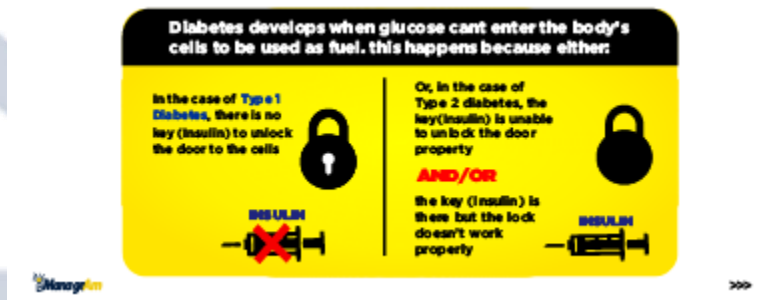 Diabetes develops when glucose cant enter the body's
cells to be used as fuel. this happens because either:
In the case of Type 1
Diabetes, there is no
key (insulin) to unlock
the door to the cells
INSULIN
Or, in the case of
Type 2 diabetes, the
key(insulin) is unable
to unlock the door
property
AND/OR
the key (insulin) is
there but the lock
doesn't work
properly
INSULIN
ManageAm
>>>